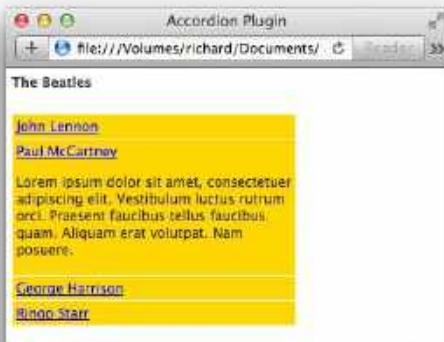 Accordion Plugin
file:///Volumes/richard/Documents/
Reader
The Beatles
John Lennon
Paul McCartney
Lorem ipsum dolor sit amet, consectetuer
adipiscing elit. Vestibulum luctus rutrum
orci. Praesent faucibus tellus faucibus
quam. Aliquam erat volutpat. Nam
posuere.
George Harrison
Ringo Starr